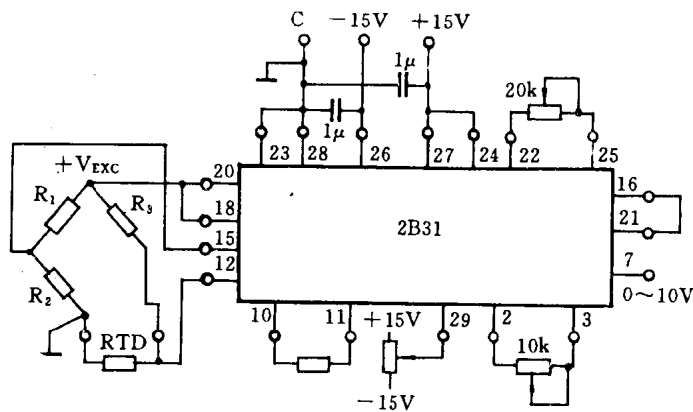 C −15V +15V
1μ
1μ
20k
23 28 26 27 24 22 25
+V_EXC
20
18
15
12
R₁
R₂
R₃
RTD
2B31
16
21
7
0～10V
10 11 +15V 29 2 3
10k
−15V